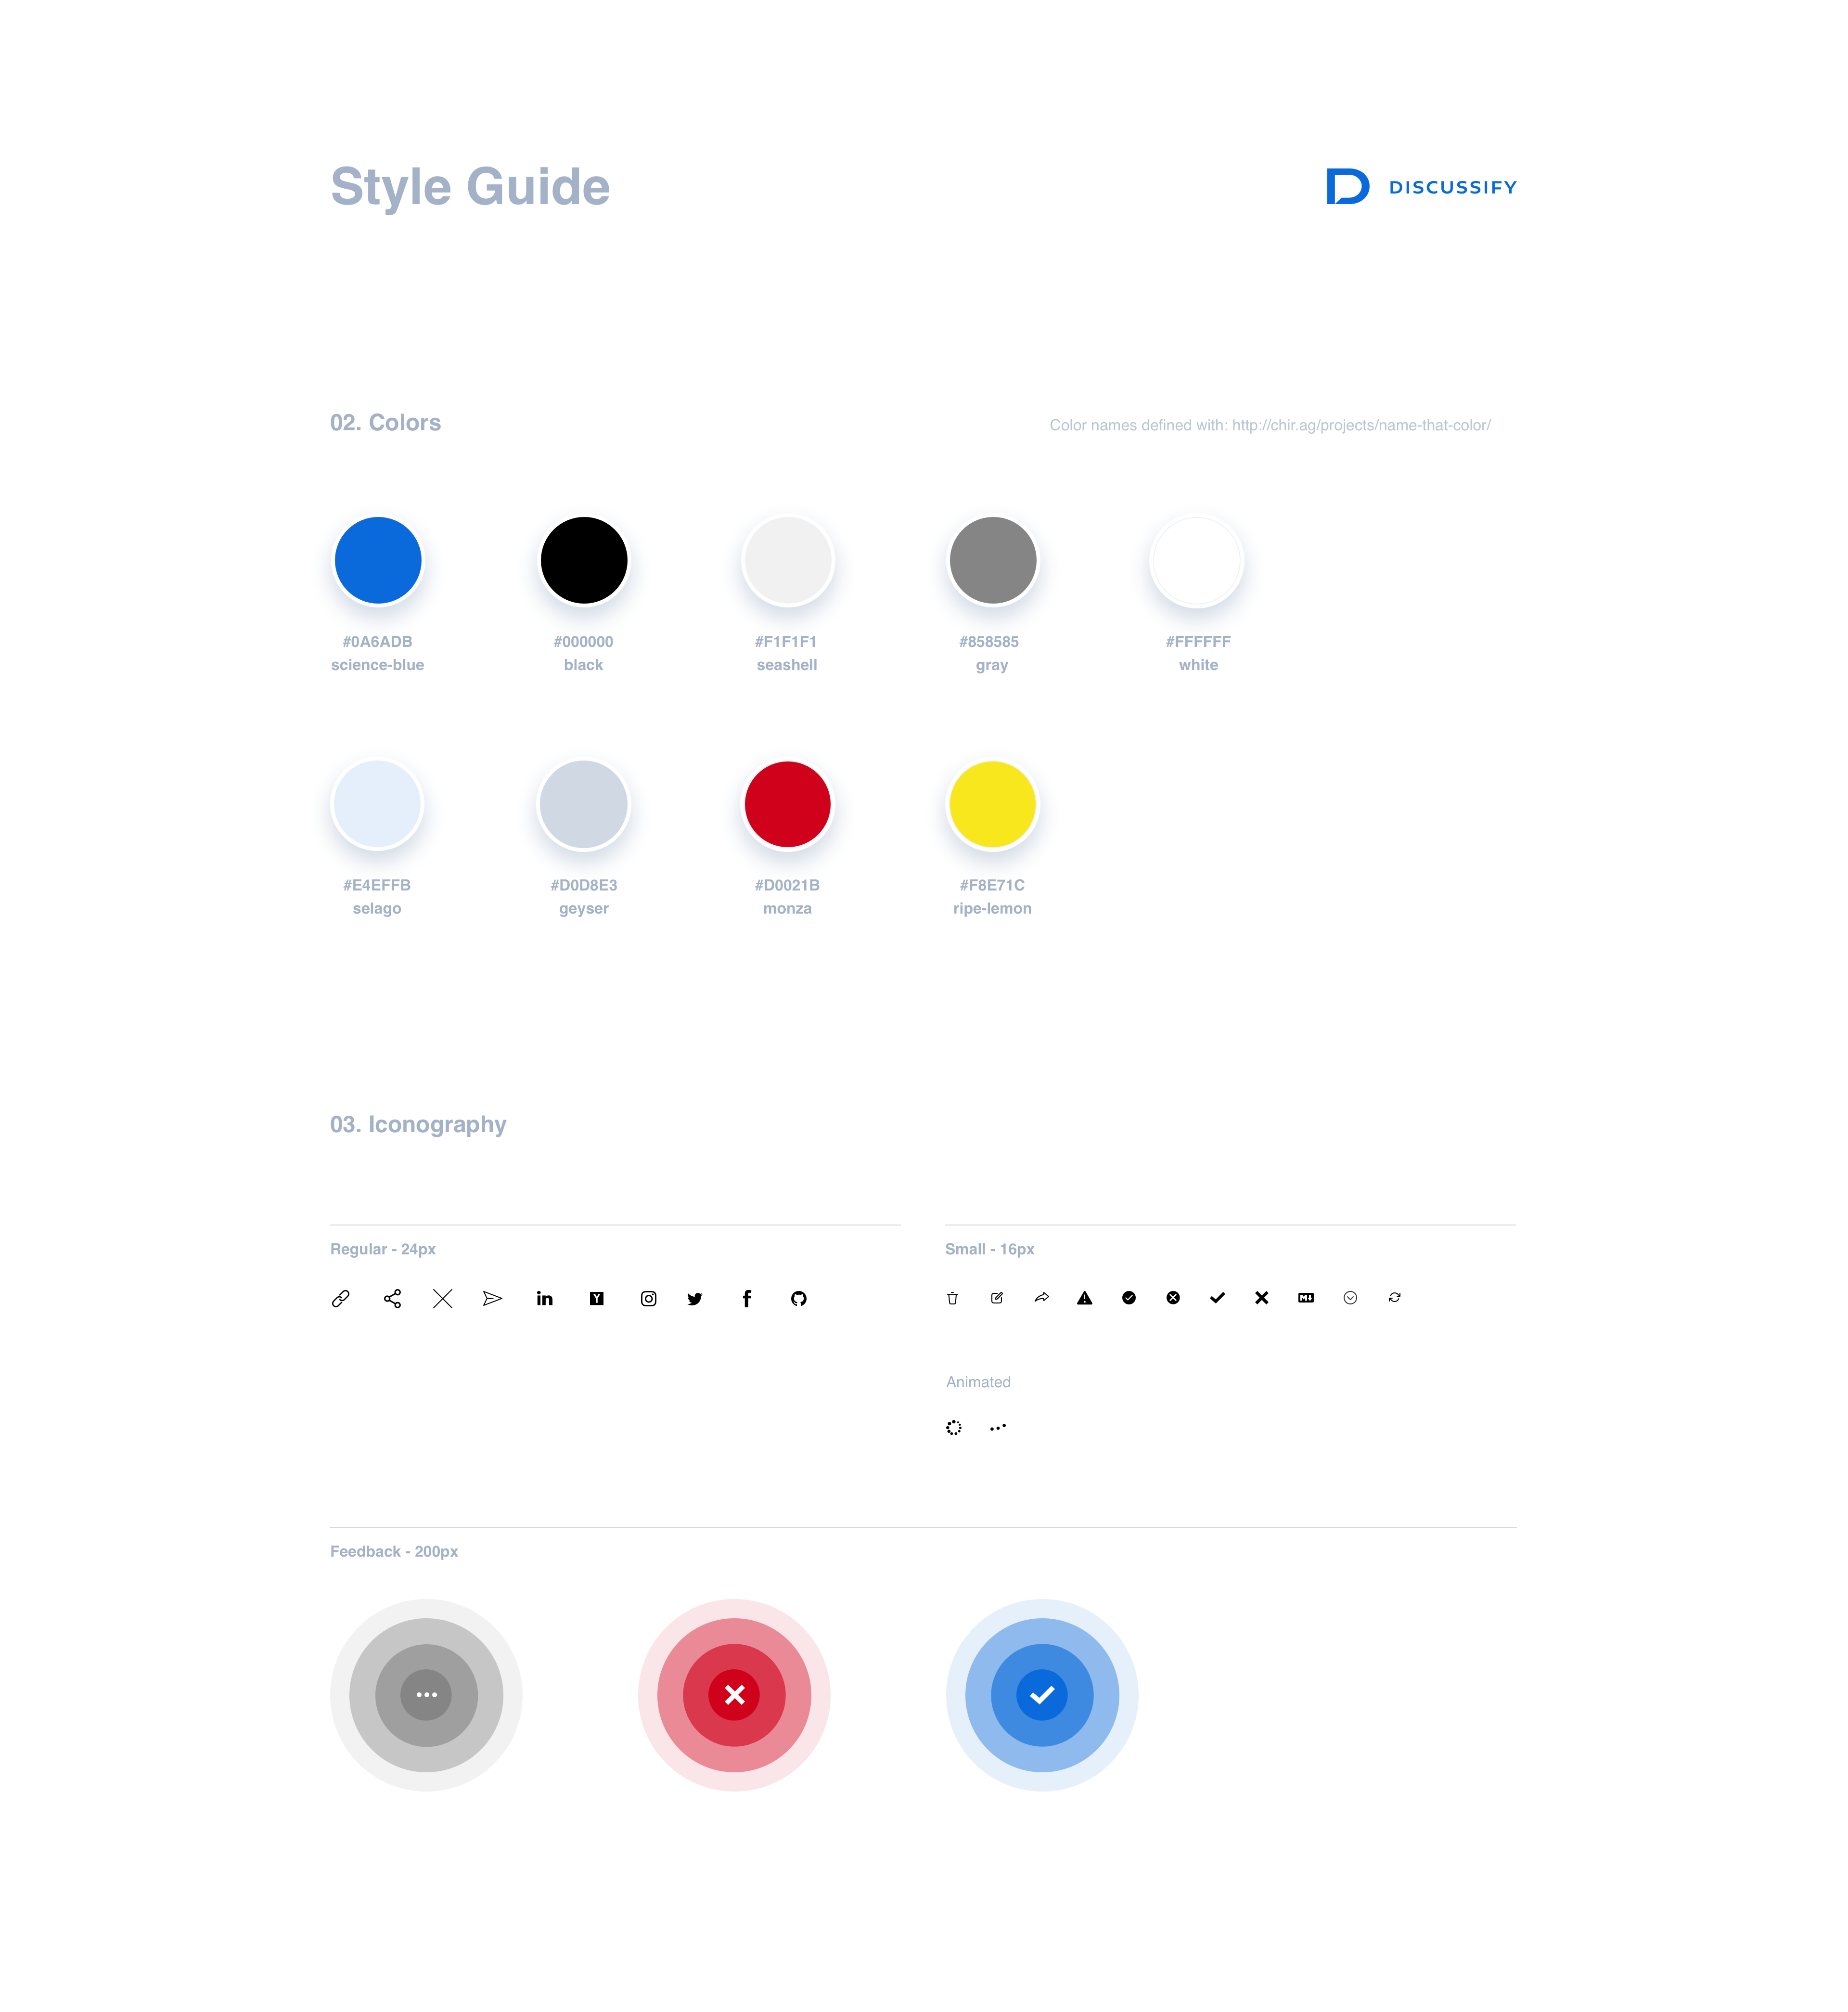 Style Guide
DISCUSSIFY
02. Colors
Color names defined with: http://chir.ag/projects/name-that-color/
#0A6ADB
science-blue
#000000
black
#F1F1F1
seashell
#858585
gray
#FFFFFF
white
#E4EFFB
selago
#D0D8E3
geyser
#D0021B
monza
#F8E71C
ripe-lemon
03. Iconography
Regular - 24px
Small - 16px
Animated
Feedback - 200px